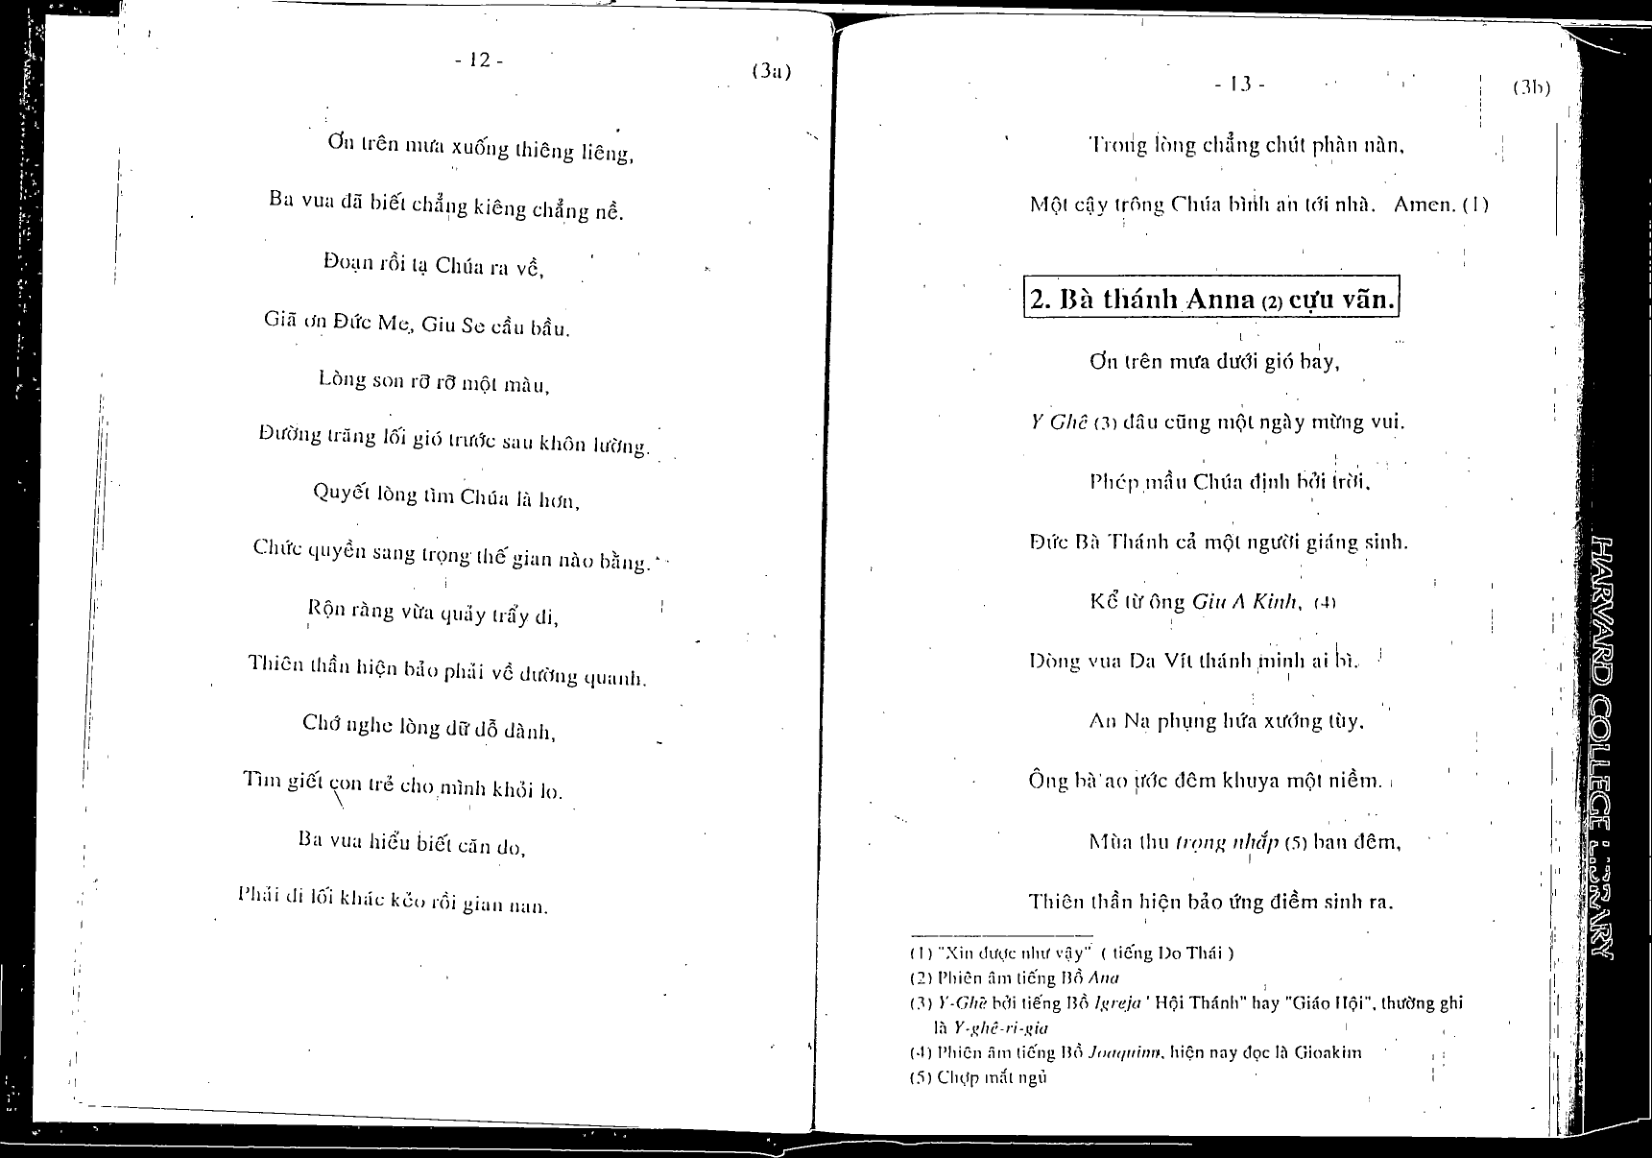 - 12 -
(3a)
Ơn trên mưa xuống thiêng liêng,
Ba vua đã biết chẳng kiêng chẳng nề.
Đoạn rồi tạ Chúa ra về,
Giã ơn Đức Mẹ, Giu Se cầu bầu.
Lòng son rỡ rỡ một màu,
Đường trăng lối gió trước sau khôn lường.
Quyết lòng tìm Chúa là hơn,
Chức quyền sang trọng thế gian nào bằng.
Rộn ràng vừa quảy trẩy đi,
Thiên thần hiện bảo phải về đường quanh.
Chớ nghe lòng dữ dỗ dành,
Tìm giết con trẻ cho mình khỏi lo.
Ba vua hiểu biết căn do,
Phải đi lối khác kẻo rồi gian nan.
- 13 -
(3b)
Trong lòng chẳng chút phàn nàn,
Một cậy trông Chúa bình an tới nhà. Amen. (1)
2. Bà thánh Anna (2) cựu vãn.
Ơn trên mưa dưới gió bay,
Y Ghê (3) đâu cũng một ngày mừng vui.
Phép mầu Chúa định bởi trời,
Đức Bà Thánh cả một người giáng sinh.
Kể từ ông Giu A Kinh, (4)
Dòng vua Da Vít thánh minh ai bì.
An Na phụng hứa xướng tùy,
Ông bà ao ước đêm khuya một niềm.
Mùa thu trọng nhắp (5) ban đêm,
Thiên thần hiện bảo ứng điềm sinh ra.
(1) "Xin được như vậy" ( tiếng Do Thái )
(2) Phiên âm tiếng Bồ Ana
(3) Y-Ghê bởi tiếng Bồ Igreja ' Hội Thánh" hay "Giáo Hội", thường ghi
là Y-ghê-ri-gia
(4) Phiên âm tiếng Bồ Joaquinn, hiện nay đọc là Gioakim
(5) Chợp mắt ngủ
HARVARD COLLEGE LIBRARY